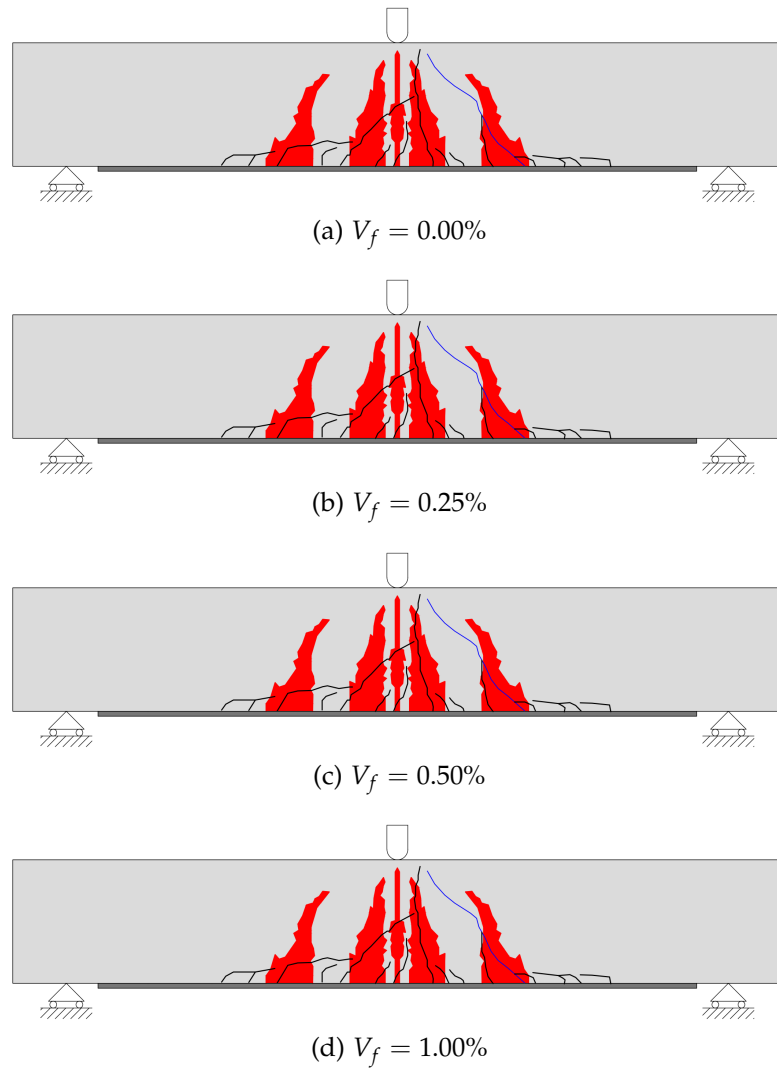 (a) V_f = 0.00%
(b) V_f = 0.25%
(c) V_f = 0.50%
(d) V_f = 1.00%